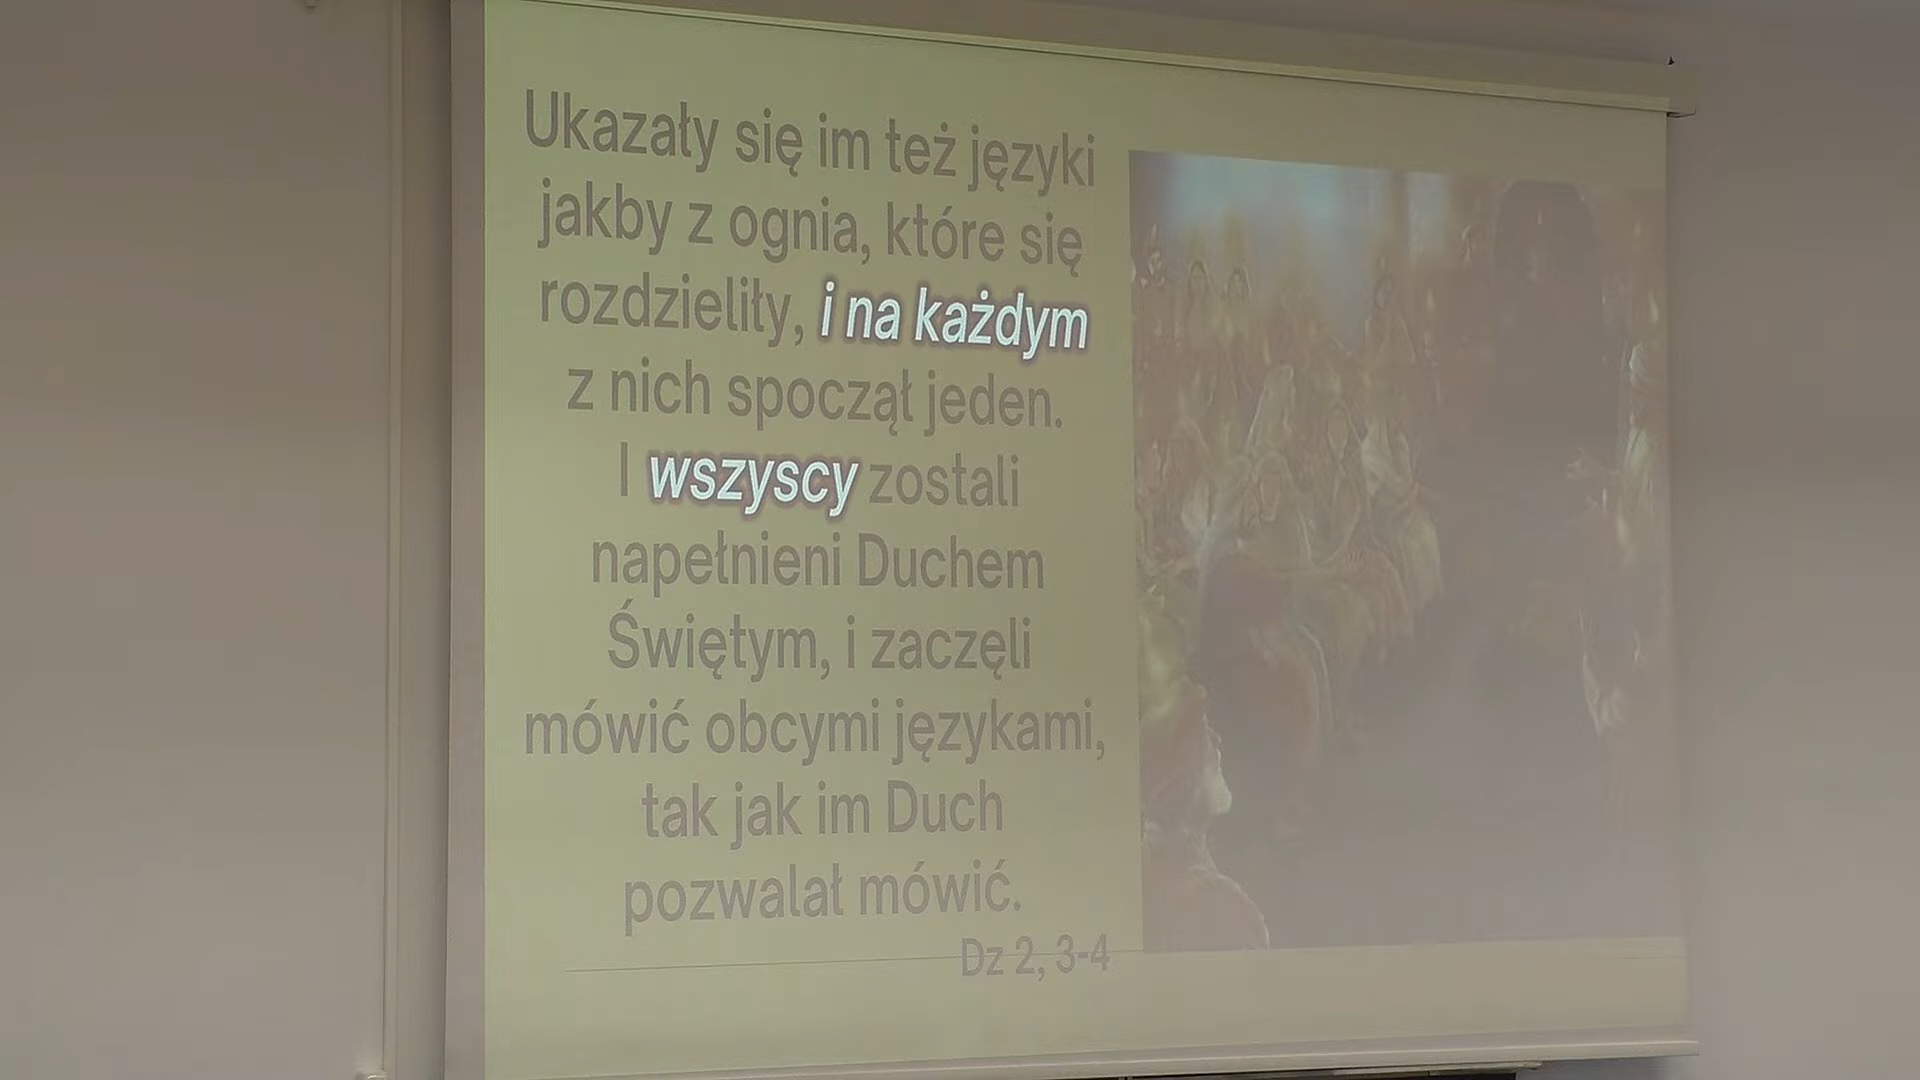 Ukazały się im też języki
jakby z ognia, które się
rozdzieliły, i na każdym
z nich spoczął jeden.
I wszyscy zostali
napełnieni Duchem
Świętym, i zaczęli
mówić obcymi językami,
tak jak im Duch
pozwalał mówić.
Dz 2, 3-4